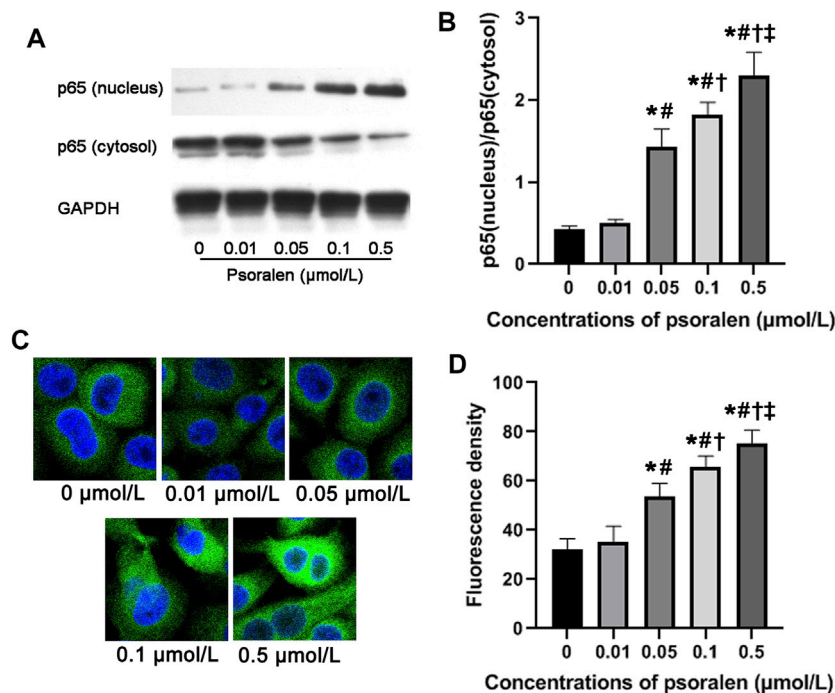 A
p65 (nucleus)
p65 (cytosol)
GAPDH
0 0.01 0.05 0.1 0.5
Psoralen (μmol/L)
B
p65(nucleus)/p65(cytosol)
3
2
1
0
*#
*#†
*#†‡
0 0.01 0.05 0.1 0.5
Concentrations of psoralen (μmol/L)
C
0 μmol/L 0.01 μmol/L 0.05 μmol/L
0.1 μmol/L 0.5 μmol/L
D
Fluorescence density
100
80
60
40
20
0
*#
*#†
*#†‡
0 0.01 0.05 0.1 0.5
Concentrations of psoralen (μmol/L)